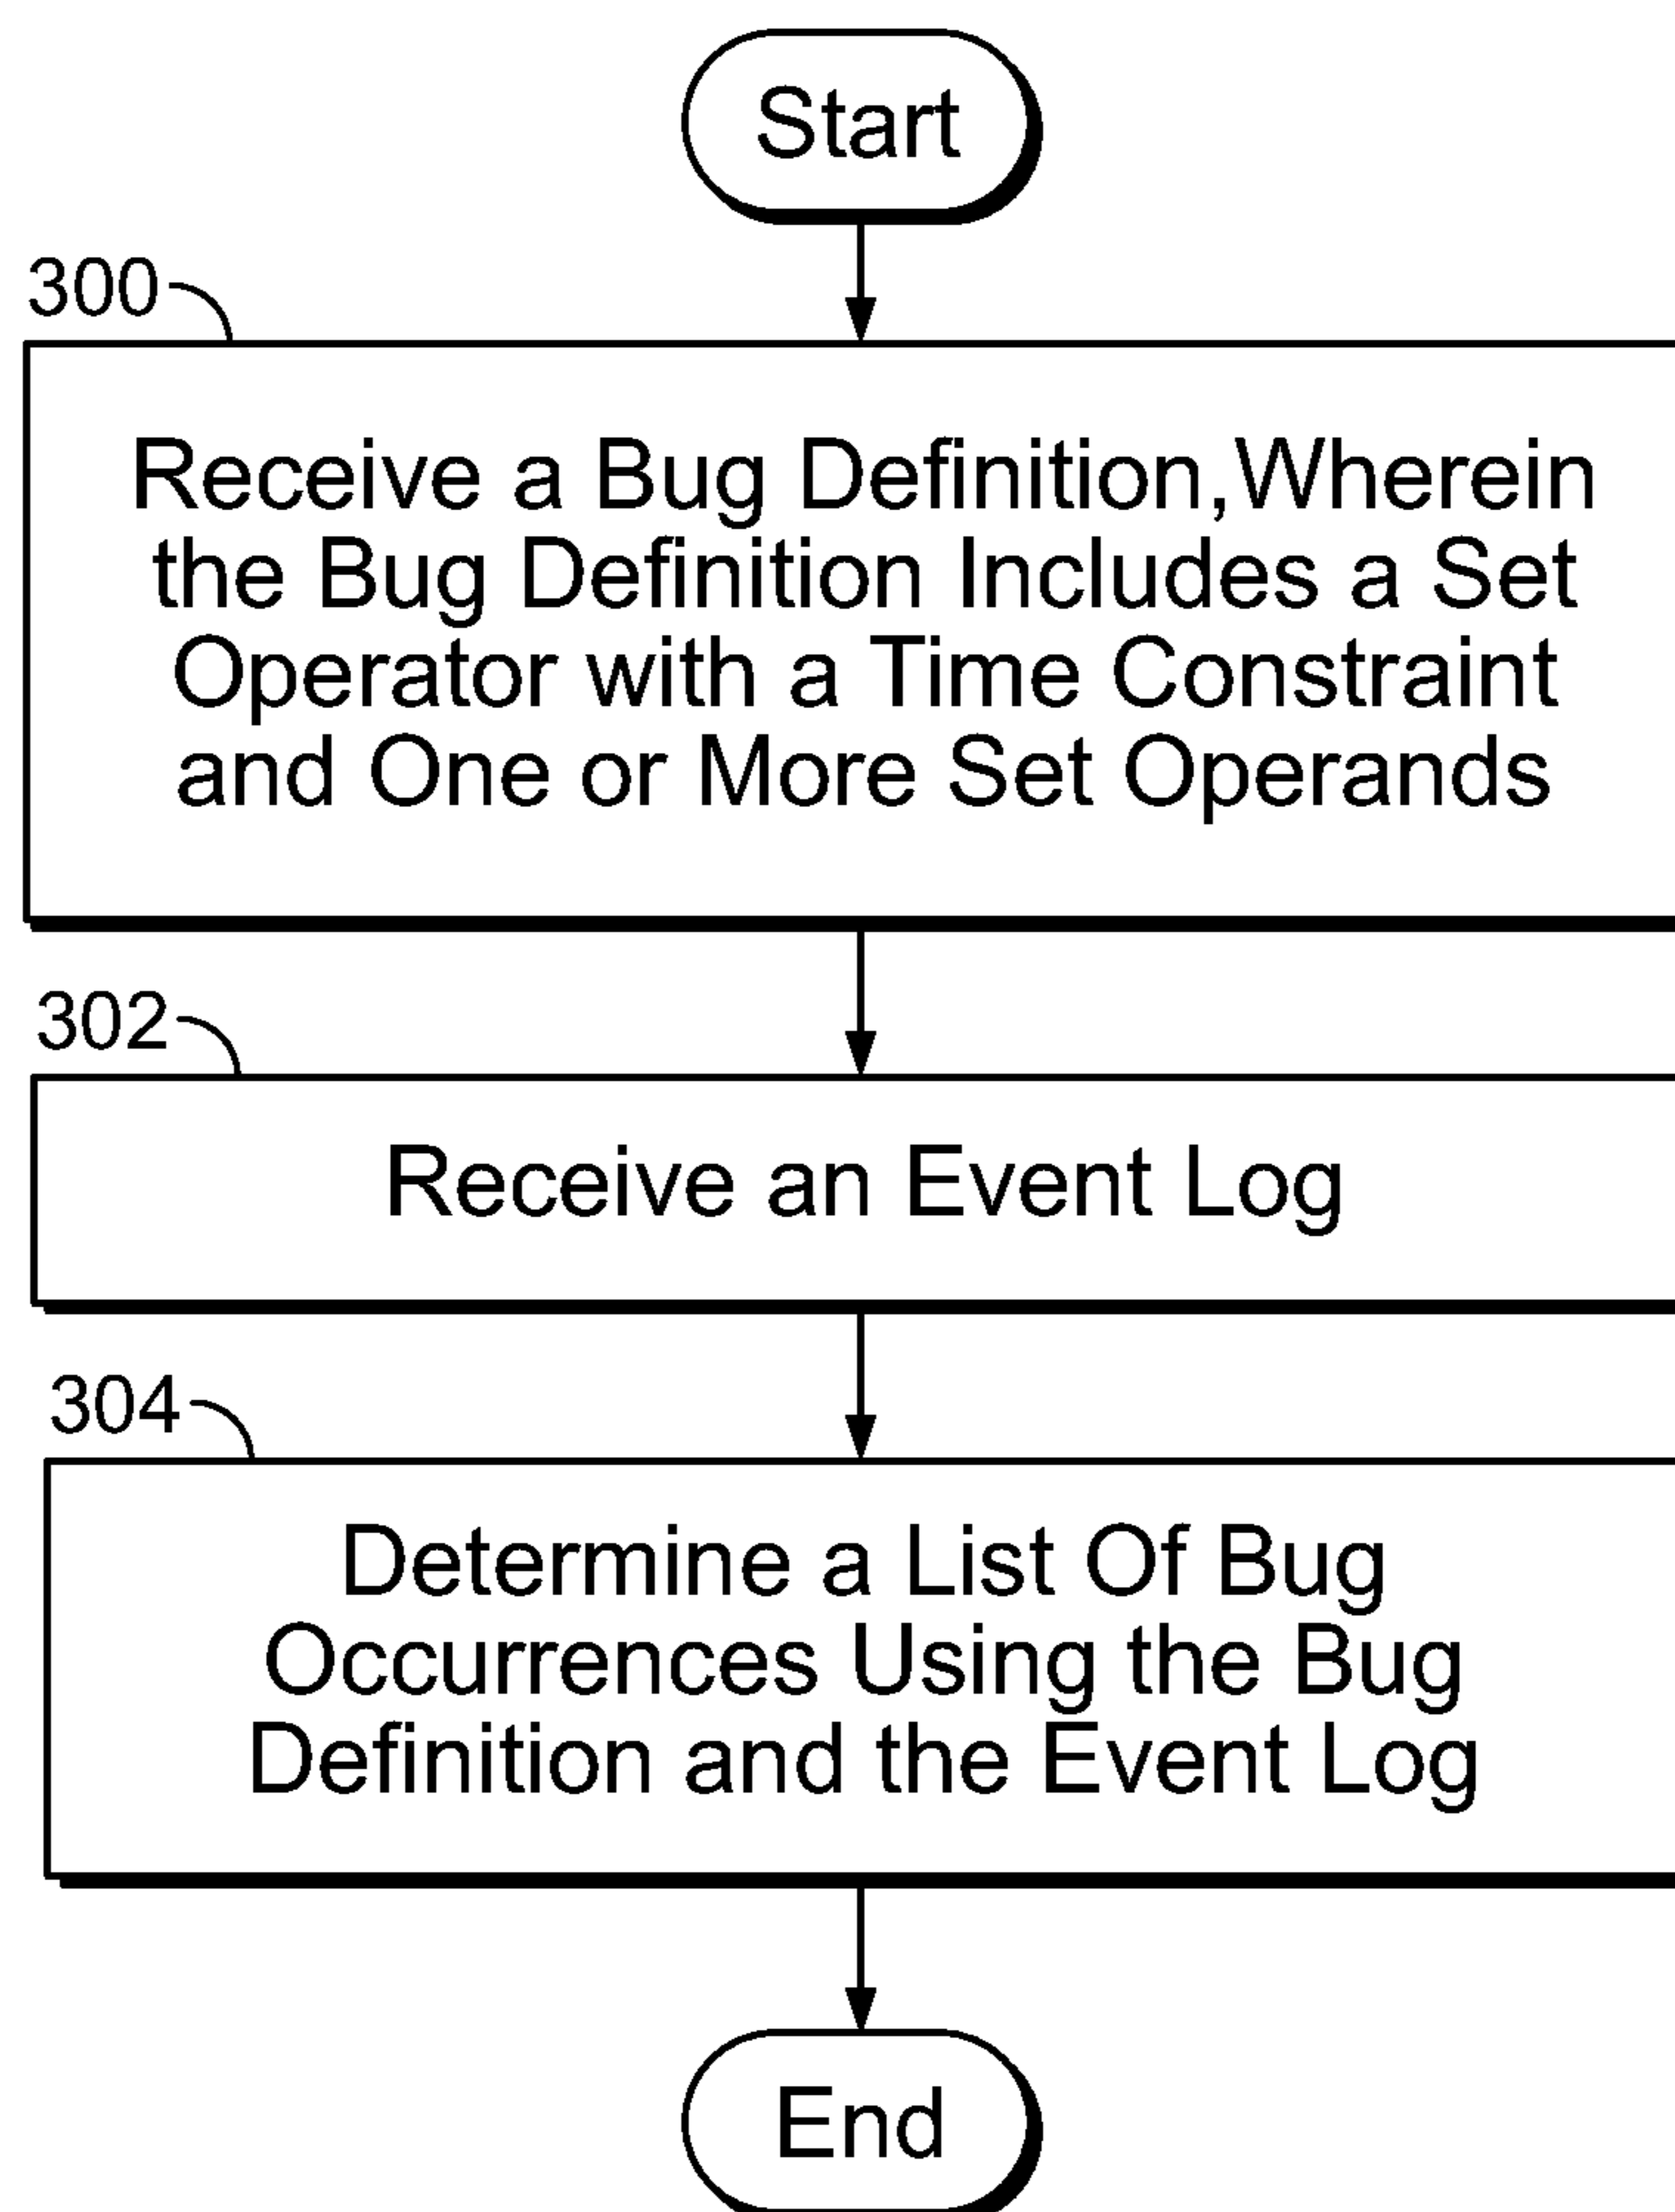 Start
300
Receive a Bug Definition,Wherein
the Bug Definition Includes a Set
Operator with a Time Constraint
and One or More Set Operands
302
Receive an Event Log
304
Determine a List Of Bug
Occurrences Using the Bug
Definition and the Event Log
End